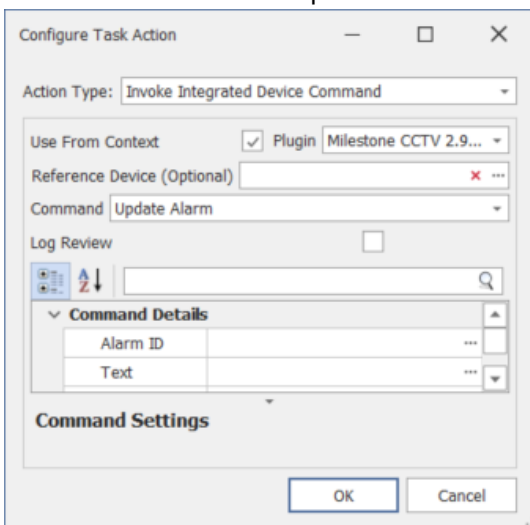 Configure Task Action
Action Type: Invoke Integrated Device Command
Use From Context Plugin Milestone CCTV 2.9...
Reference Device (Optional)
Command Update Alarm
Log Review
Command Details
Alarm ID
Text
Command Settings
OK Cancel